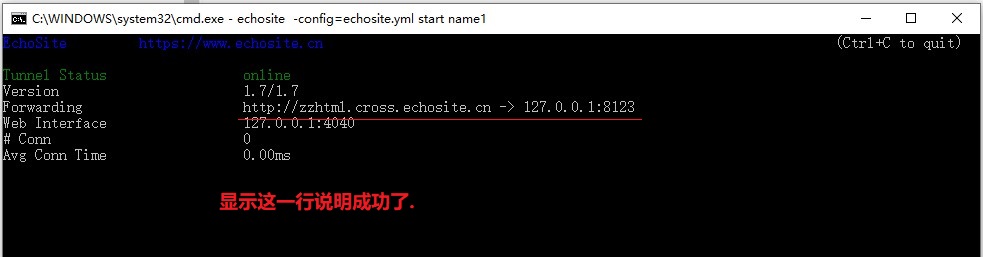 C:\WINDOWS\system32\cmd.exe - echosite  -config=echosite.yml start name1
EchoSite https://www.echosite.cn (Ctrl+C to quit)
Tunnel Status online
Version 1.7/1.7
Forwarding http://zzhtml.cross.echosite.cn -> 127.0.0.1:8123
Web Interface 127.0.0.1:4040
# Conn 0
Avg Conn Time 0.00ms
显示这一行说明成功了.